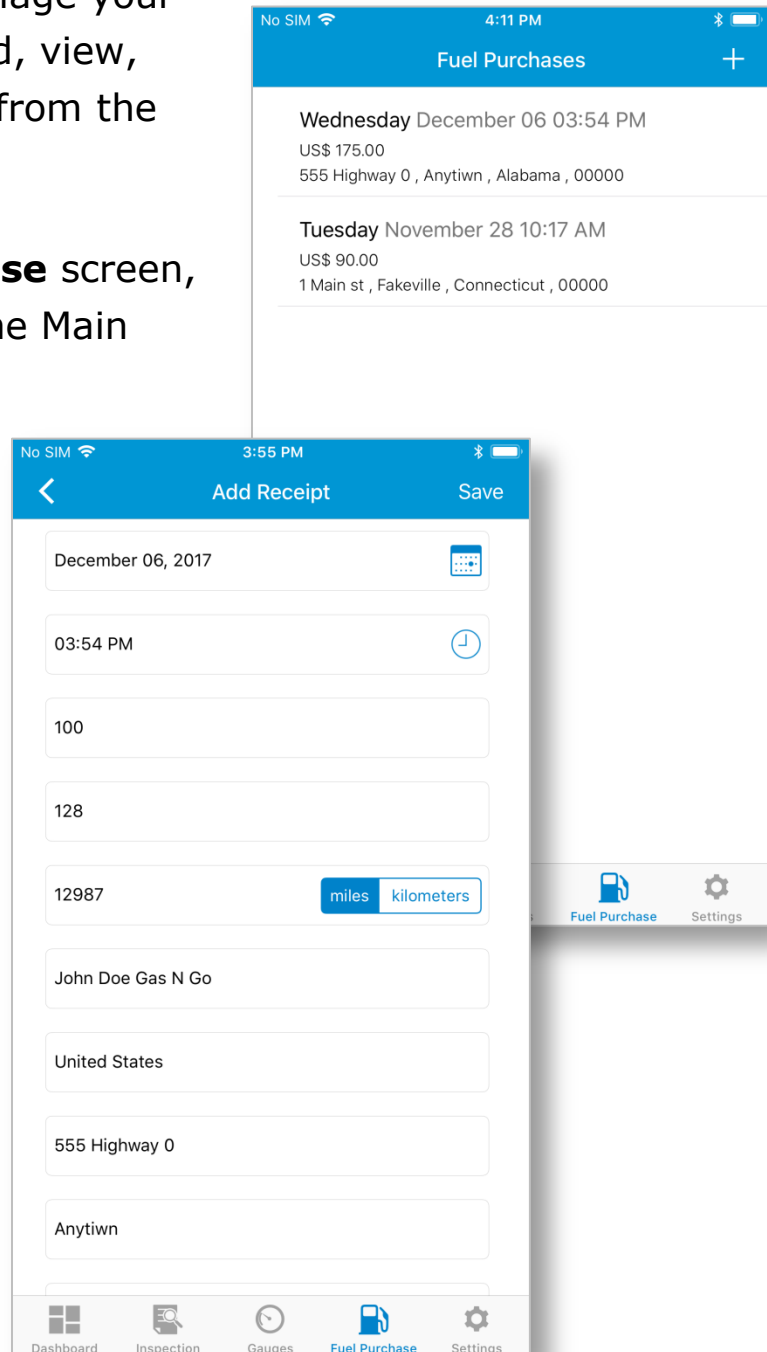 nage your
d, view,
from the
se screen,
ne Main
No SIM 4:11 PM
Fuel Purchases +
Wednesday December 06 03:54 PM
US$ 175.00
555 Highway 0 , Anytiwn , Alabama , 00000
Tuesday November 28 10:17 AM
US$ 90.00
1 Main st , Fakeville , Connecticut , 00000
s Fuel Purchase Settings
No SIM 3:55 PM
Add Receipt Save
December 06, 2017
03:54 PM
100
128
12987 miles kilometers
John Doe Gas N Go
United States
555 Highway 0
Anytiwn
Dashboard Inspection Gauges Fuel Purchase Settings